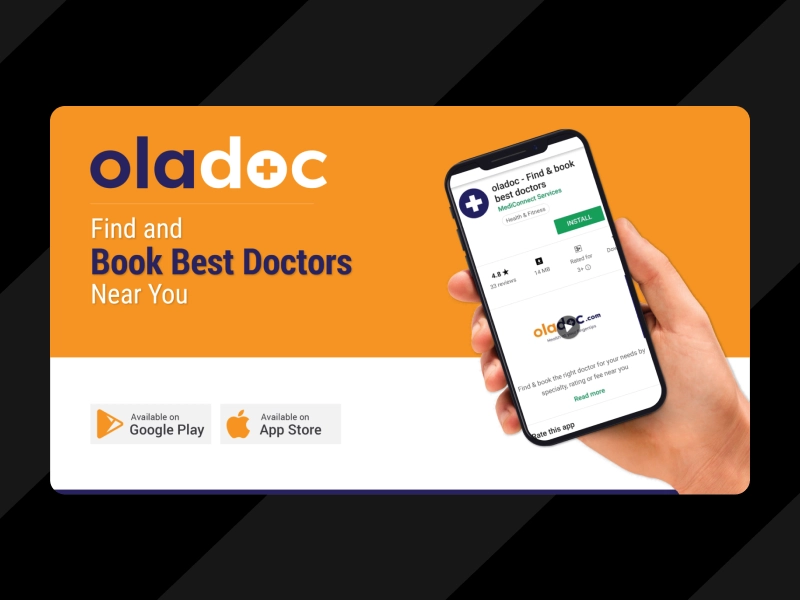 oladoc
Find and
Book Best Doctors
Near You
Available on
Google Play
Available on
App Store
oladoc - Find & book
best doctors
MediConnect Services
Health & Fitness
INSTALL
4.8 ★
33 reviews
14 MB
Rated for
3+
oladoc.com
Find & book the right doctor for your needs by
specialty, rating or fee near you
Read more
Rate this app